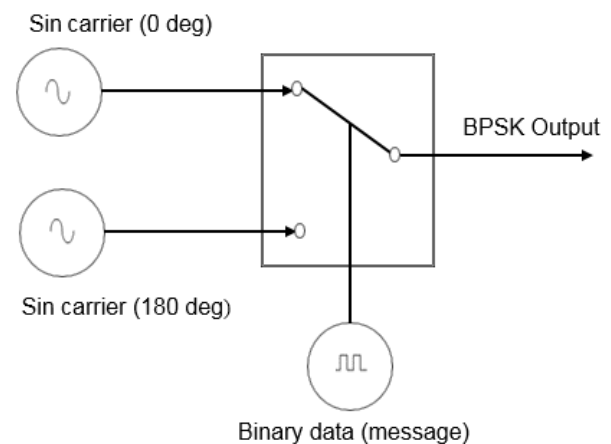 Sin carrier (0 deg)
BPSK Output
Sin carrier (180 deg)
Binary data (message)